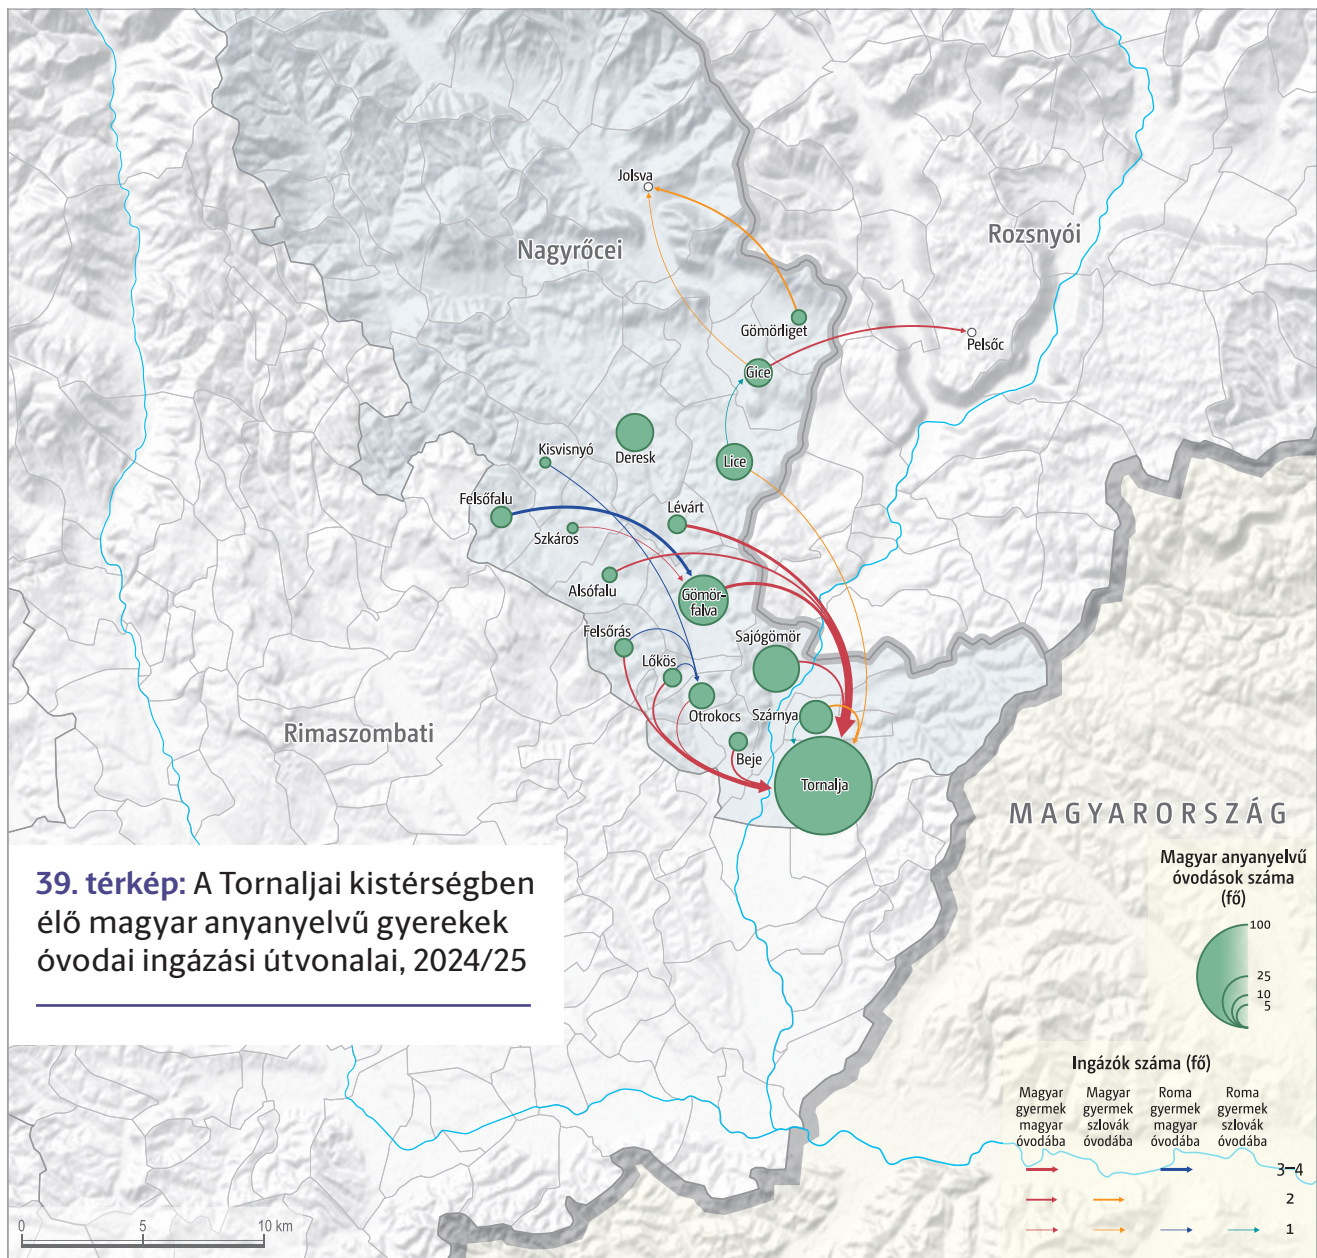 Jolsva
Nagyrőcei
Rozsnyói
Gömörliget
Pelsőc
Gice
Kisvisnyó
Deresk
Lice
Felsőfalu
Lévárt
Szkáros
Alsófalu
Gömör-
falva
Felsőrás
Sajógömör
Lőkös
Otrokocs
Szárnya
Rimaszombati
Beje
Tornalja
MAGYARORSZÁG
39. térkép: A Tornaljai kistérségben
élő magyar anyanyelvű gyerekek
óvodai ingázási útvonalai, 2024/25
Magyar anyanyelvű
óvodások száma
(fő)
100
25
10
5
Ingázók száma (fő)
Magyar gyermek magyar óvodába
Magyar gyermek szlovák óvodába
Roma gyermek magyar óvodába
Roma gyermek szlovák óvodába
3–4
2
1
0 5 10 km